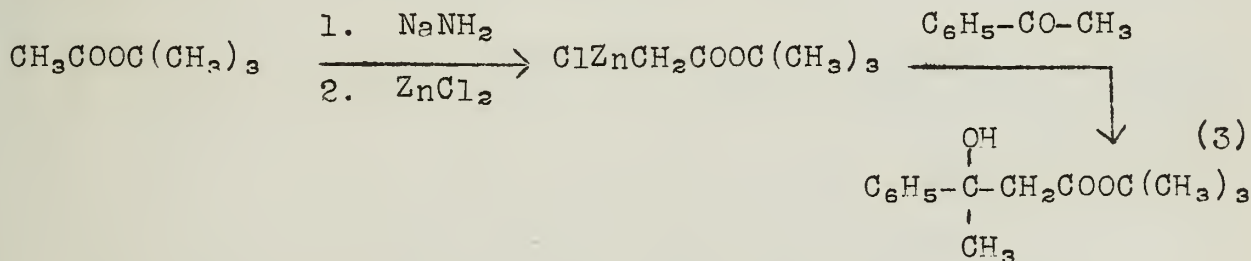 1. NaNH₂ C₆H₅-CO-CH₃
CH₃COOC(CH₃)₃ ClZnCH₂COOC(CH₃)₃
2. ZnCl₂
OH (3)
C₆H₅-C-CH₂COOC(CH₃)₃
CH₃